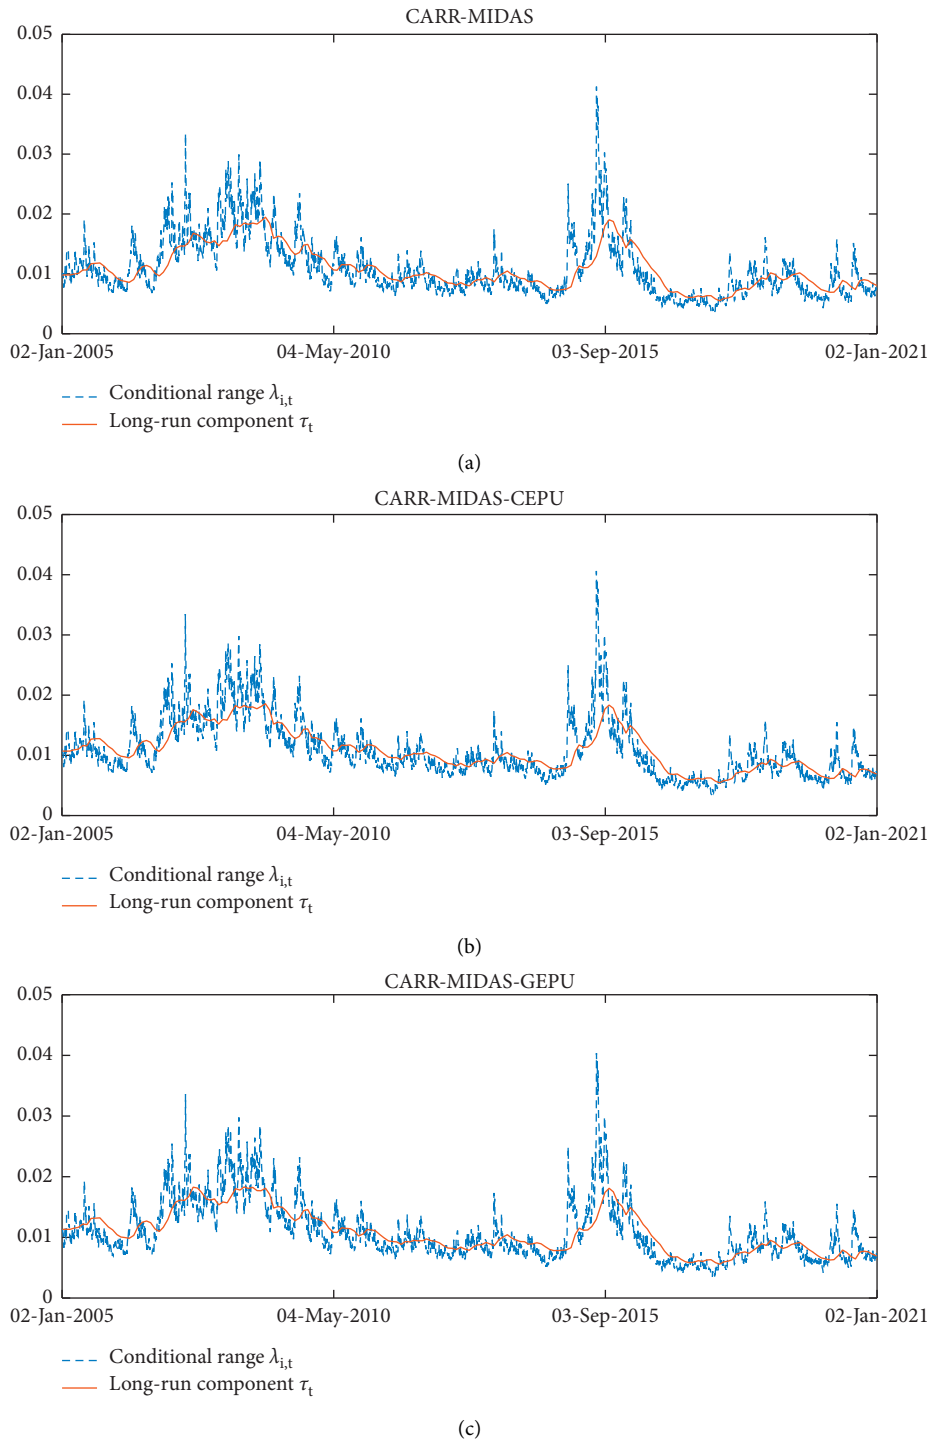 CARR-MIDAS
0.05
0.04
0.03
0.02
0.01
0
02-Jan-2005 04-May-2010 03-Sep-2015 02-Jan-2021
Conditional range λi,t
Long-run component τt
(a)
CARR-MIDAS-CEPU
0.05
0.04
0.03
0.02
0.01
0
02-Jan-2005 04-May-2010 03-Sep-2015 02-Jan-2021
Conditional range λi,t
Long-run component τt
(b)
CARR-MIDAS-GEPU
0.05
0.04
0.03
0.02
0.01
0
02-Jan-2005 04-May-2010 03-Sep-2015 02-Jan-2021
Conditional range λi,t
Long-run component τt
(c)